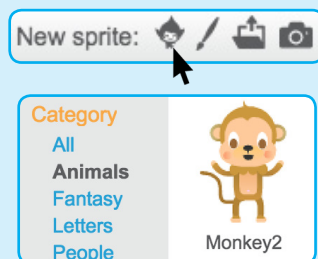 New sprite:
Category
All
Animals
Fantasy
Letters
People
Monkey2